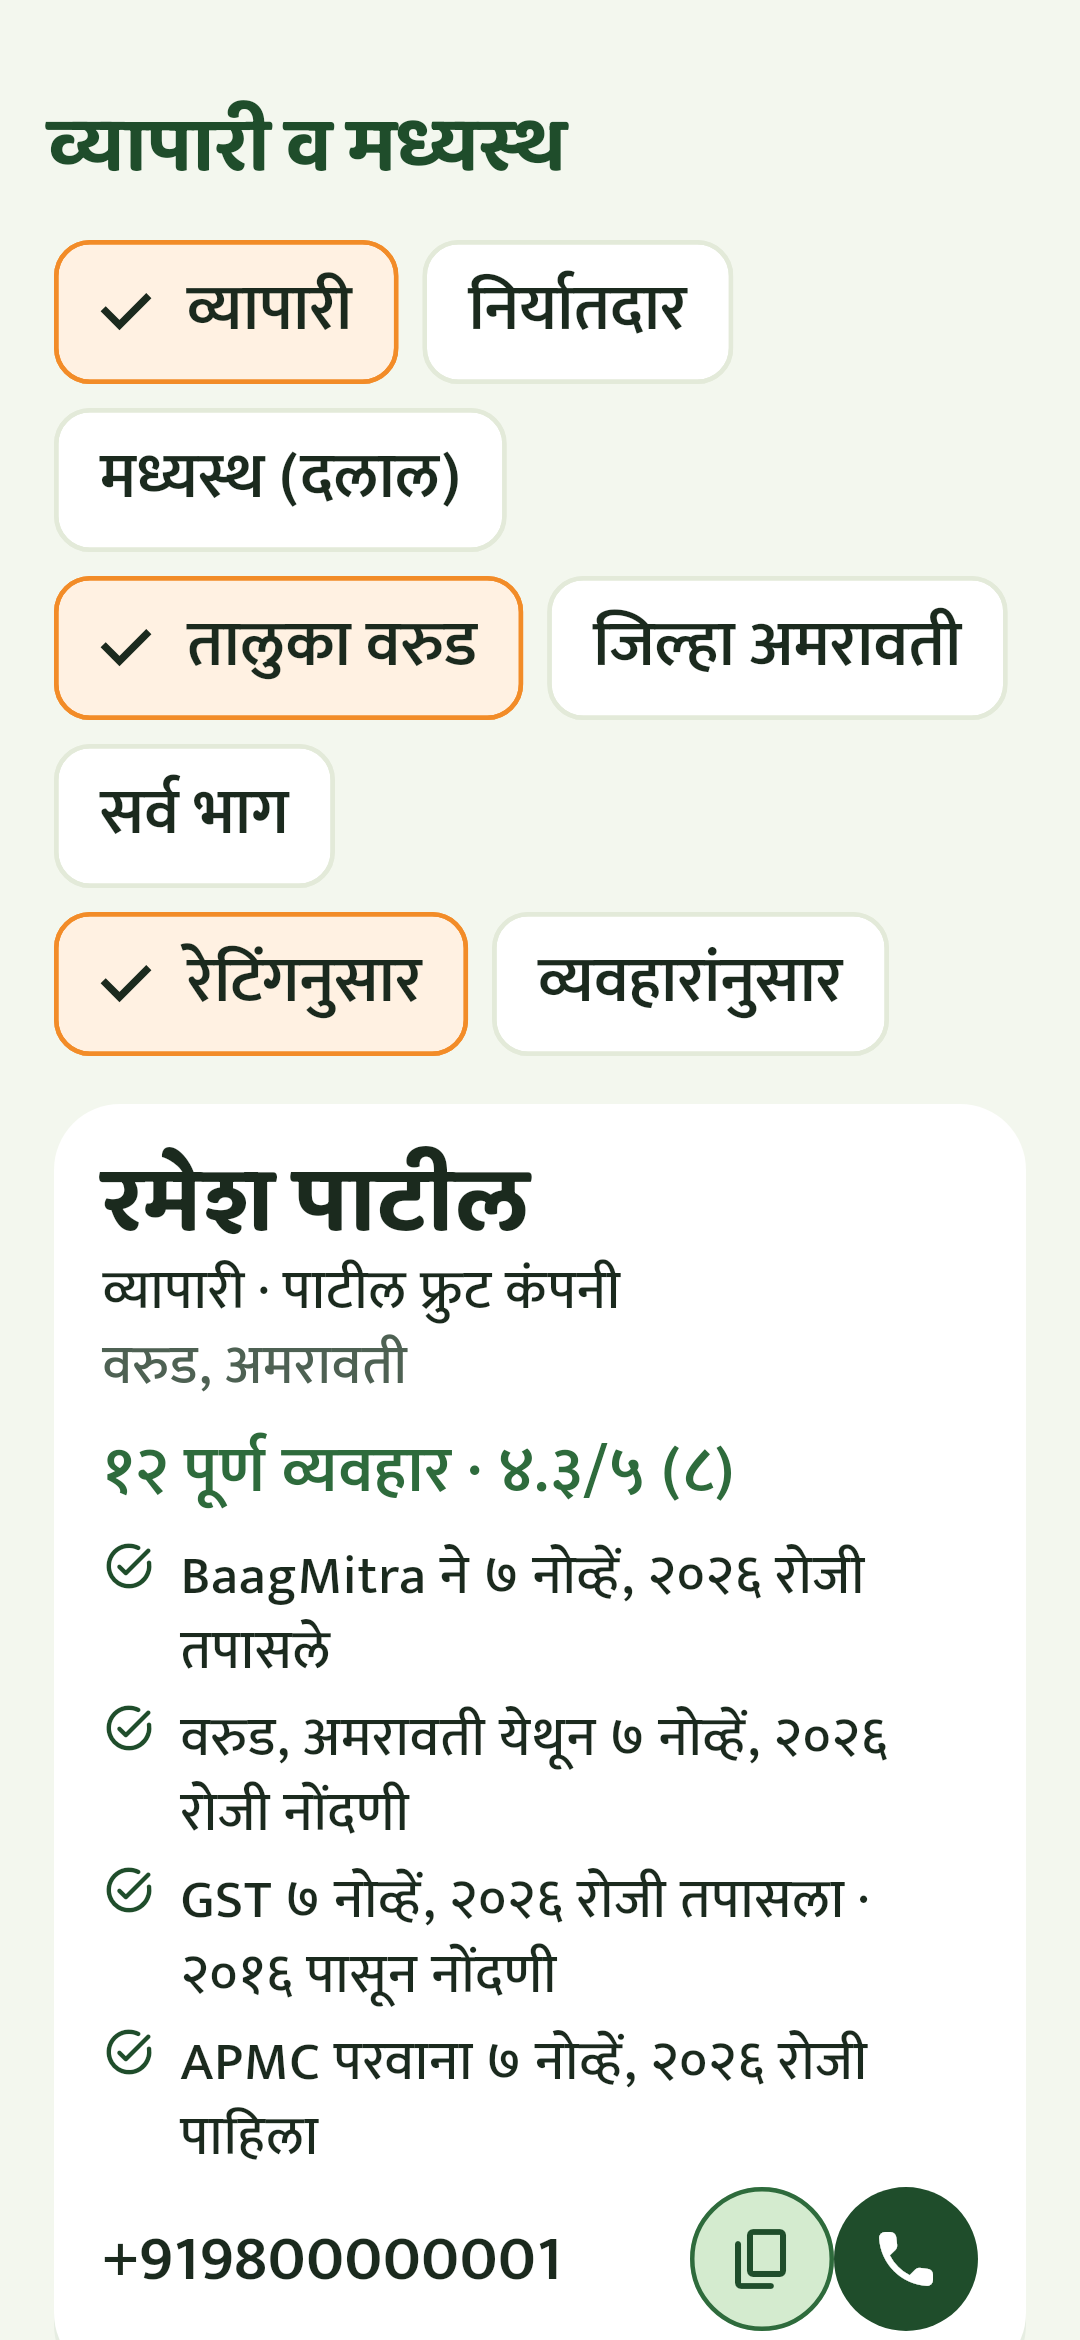 व्यापारी व मध्यस्थ
व्यापारी
निर्यातदार
मध्यस्थ (दलाल)
तालुका वरुड
जिल्हा अमरावती
सर्व भाग
रेटिंगनुसार
व्यवहारांनुसार
रमेश पाटील
व्यापारी · पाटील फ्रुट कंपनी
वरुड, अमरावती
१२ पूर्ण व्यवहार · ४.३/५ (८)
BaagMitra ने ७ नोव्हें, २०२६ रोजी
तपासले
वरुड, अमरावती येथून ७ नोव्हें, २०२६
रोजी नोंदणी
GST ७ नोव्हें, २०२६ रोजी तपासला ·
२०१६ पासून नोंदणी
APMC परवाना ७ नोव्हें, २०२६ रोजी
पाहिला
+919800000001